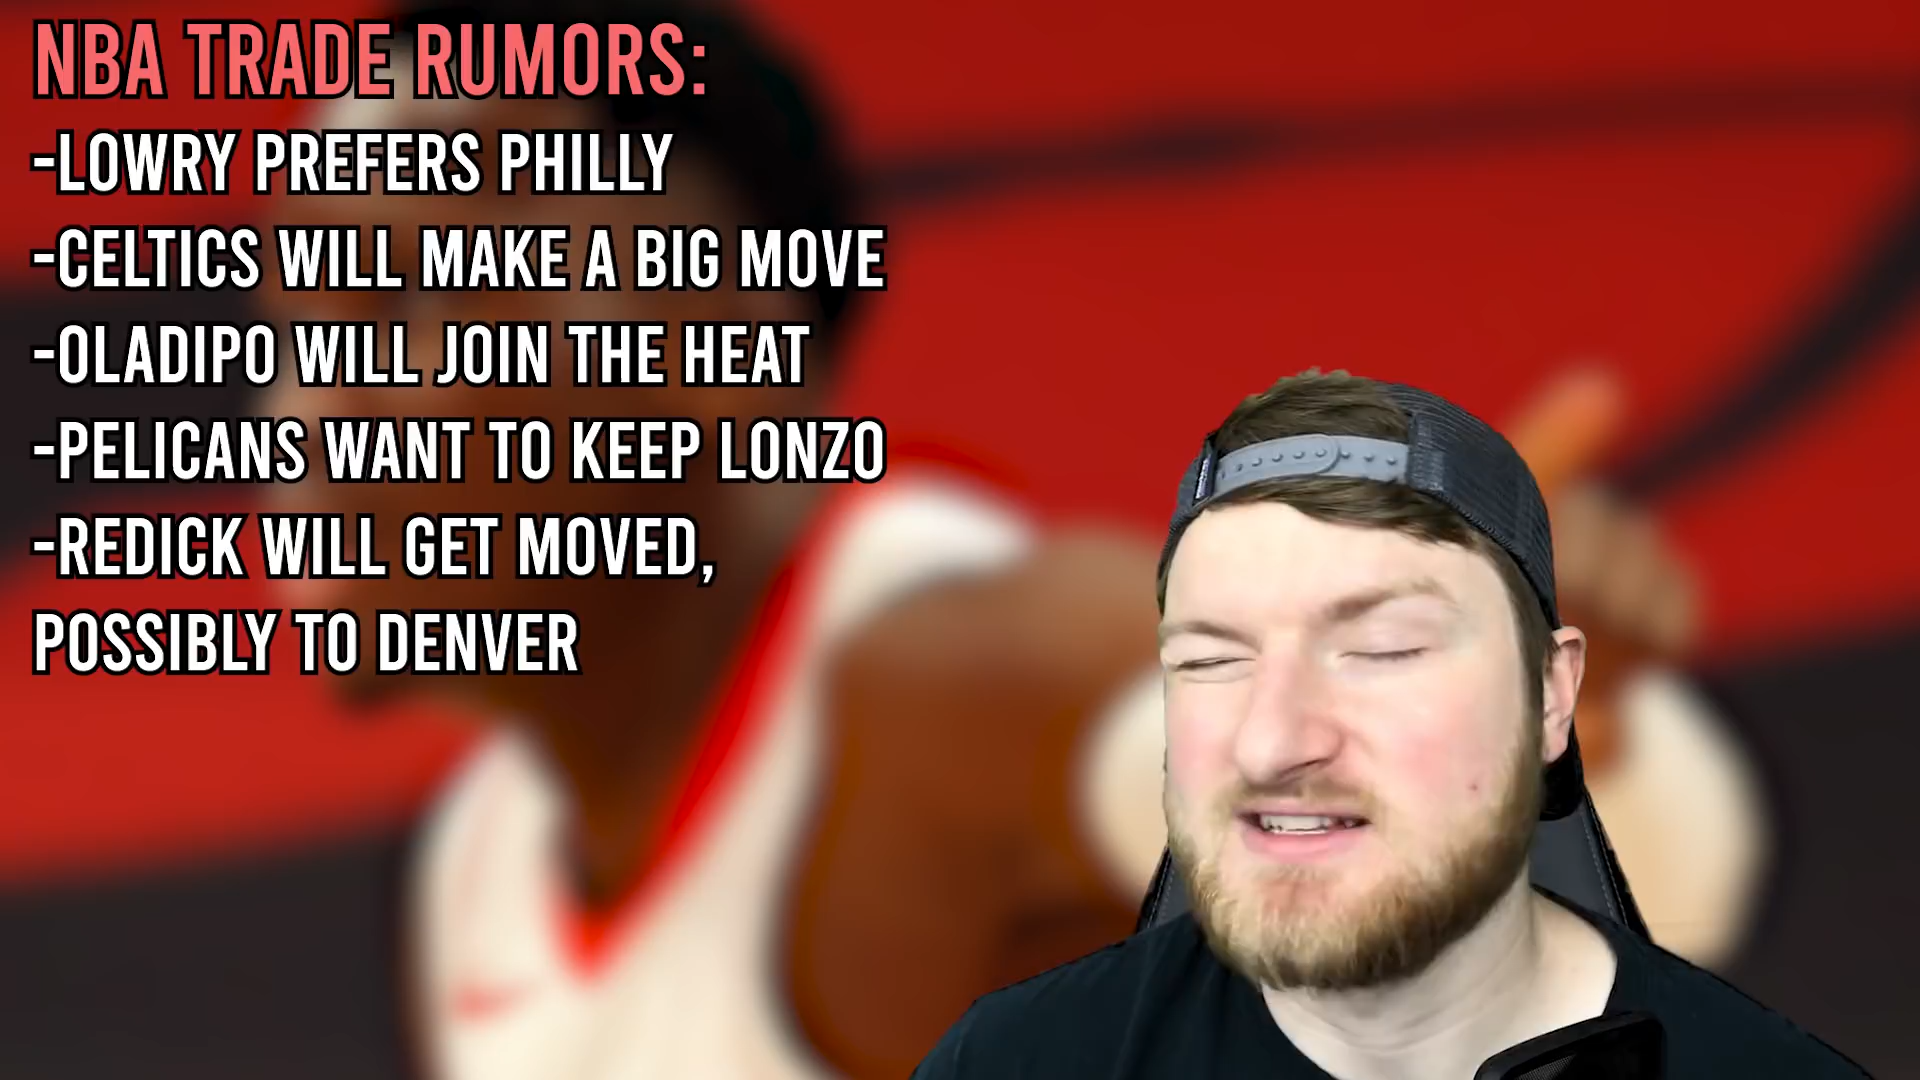 NBA TRADE RUMORS:
-LOWRY PREFERS PHILLY
-CELTICS WILL MAKE A BIG MOVE
-OLADIPO WILL JOIN THE HEAT
-PELICANS WANT TO KEEP LONZO
-REDICK WILL GET MOVED,
POSSIBLY TO DENVER